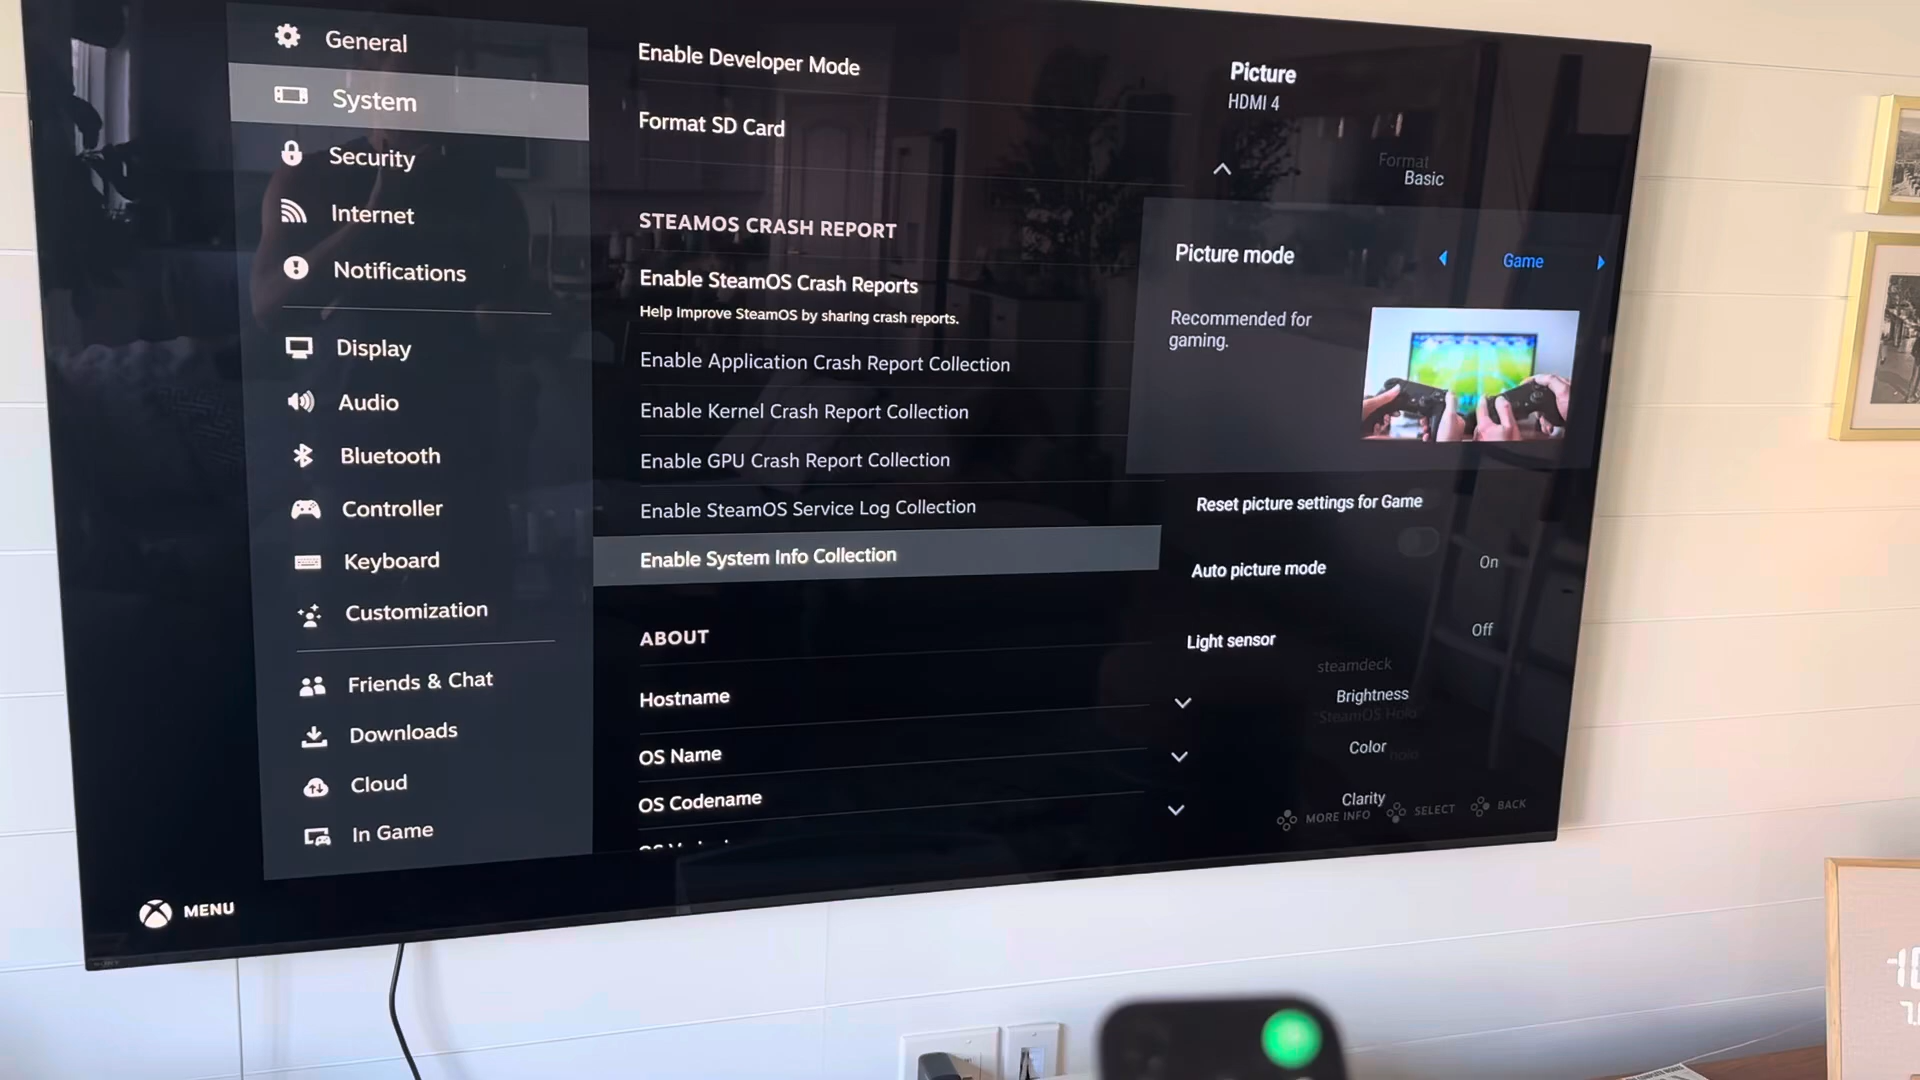 General
System
Security
Internet
Notifications
Display
Audio
Bluetooth
Controller
Keyboard
Customization
Friends & Chat
Downloads
Cloud
In Game
MENU
Enable Developer Mode
Format SD Card
STEAMOS CRASH REPORT
Enable SteamOS Crash Reports
Help Improve SteamOS by sharing crash reports.
Enable Application Crash Report Collection
Enable Kernel Crash Report Collection
Enable GPU Crash Report Collection
Enable SteamOS Service Log Collection
Enable System Info Collection
ABOUT
Hostname
OS Name
OS Codename
Picture
HDMI 4
Format
Basic
Picture mode
Game
Recommended for
gaming.
Reset picture settings for Game
Auto picture mode
On
Light sensor
Off
steamdeck
Brightness
"SteamOS Holo
Color
holo
Clarity
MORE INFO
SELECT
BACK